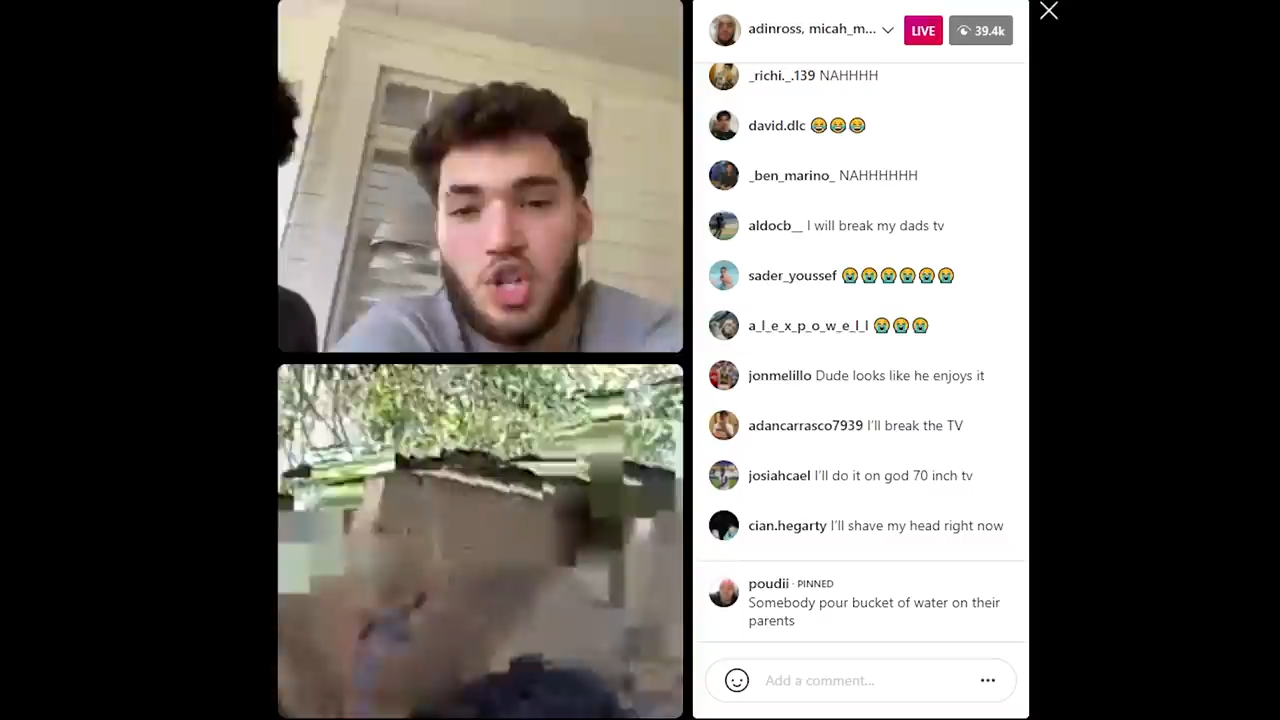 adinross, micah_m...
LIVE
39.4k
_richi._.139 NAHHHH
david.dlc 😂😂😂
_ben_marino_ NAHHHHHH
aldocb__ I will break my dads tv
sader_youssef 😭😭😭😭😭😭
a_l_e_x_p_o_w_e_l_l 😭😭😭
jonmelillo Dude looks like he enjoys it
adancarrasco7939 I'll break the TV
josiahcael I'll do it on god 70 inch tv
cian.hegarty I'll shave my head right now
poudii · PINNED
Somebody pour bucket of water on their
parents
Add a comment...